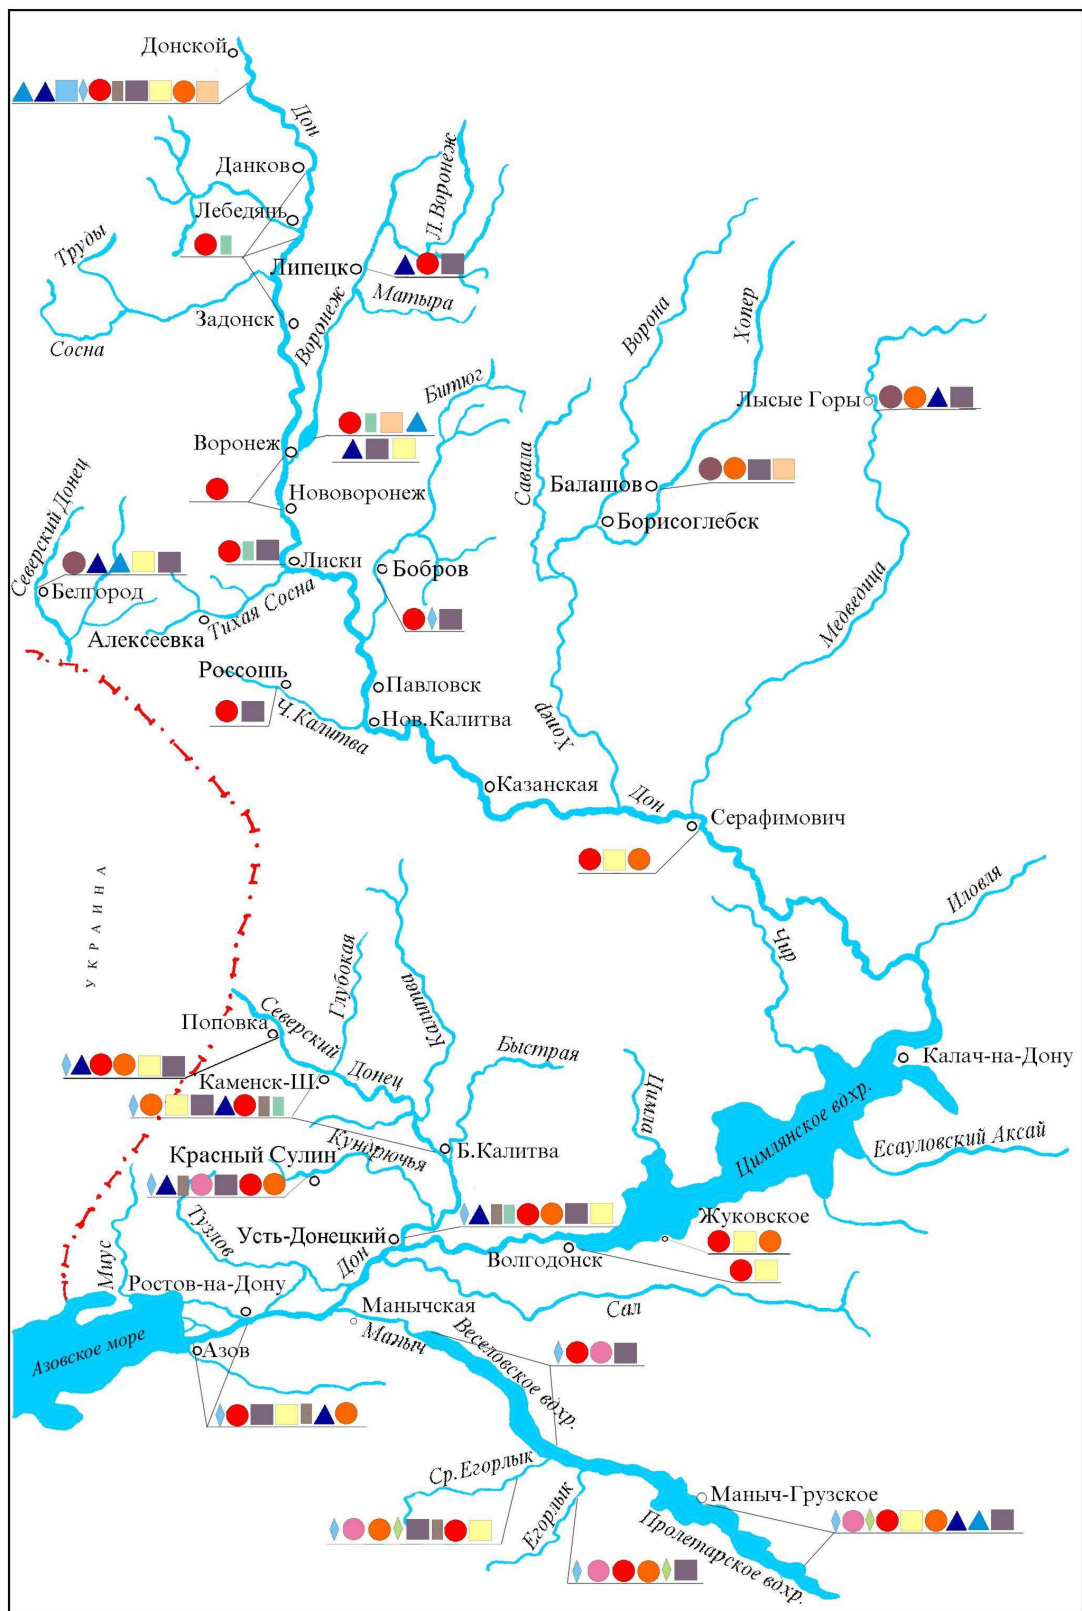 Донской
Дон
Данков
Л.Воронеж
Лебедянь
Труды
Липецк
Матыра
Задонск
Воронеж
Сосна
Ворона
Хопер
Битюг
Лысые Горы
Воронеж
Савала
Северский Донец
Нововоронеж
Балашов
Борисоглебск
Лиски
Бобров
Белгород
Тихая Сосна
Алексеевка
Медведица
Россошь
Павловск
Ч.Калитва
Нов.Калитва
Хопер
Казанская
Дон
Серафимович
УКРАИНА
Иловля
Чир
Глубокая
Калитва
Поповка
Северский
Быстрая
Донец
Калач-на-Дону
Каменск-Ш.
Цимла
Цимлянское вдхр.
Кундрючья
Есауловский Аксай
Красный Сулин
Б.Калитва
Тузлов
Усть-Донецкий
Жуковское
Миус
Дон
Волгодонск
Ростов-на-Дону
Манычская
Сал
Азовское море
Азов
Маныч
Веселовское вдхр.
Ср.Егорлык
Егорлык
Маныч-Грузское
Пролетарское вдхр.